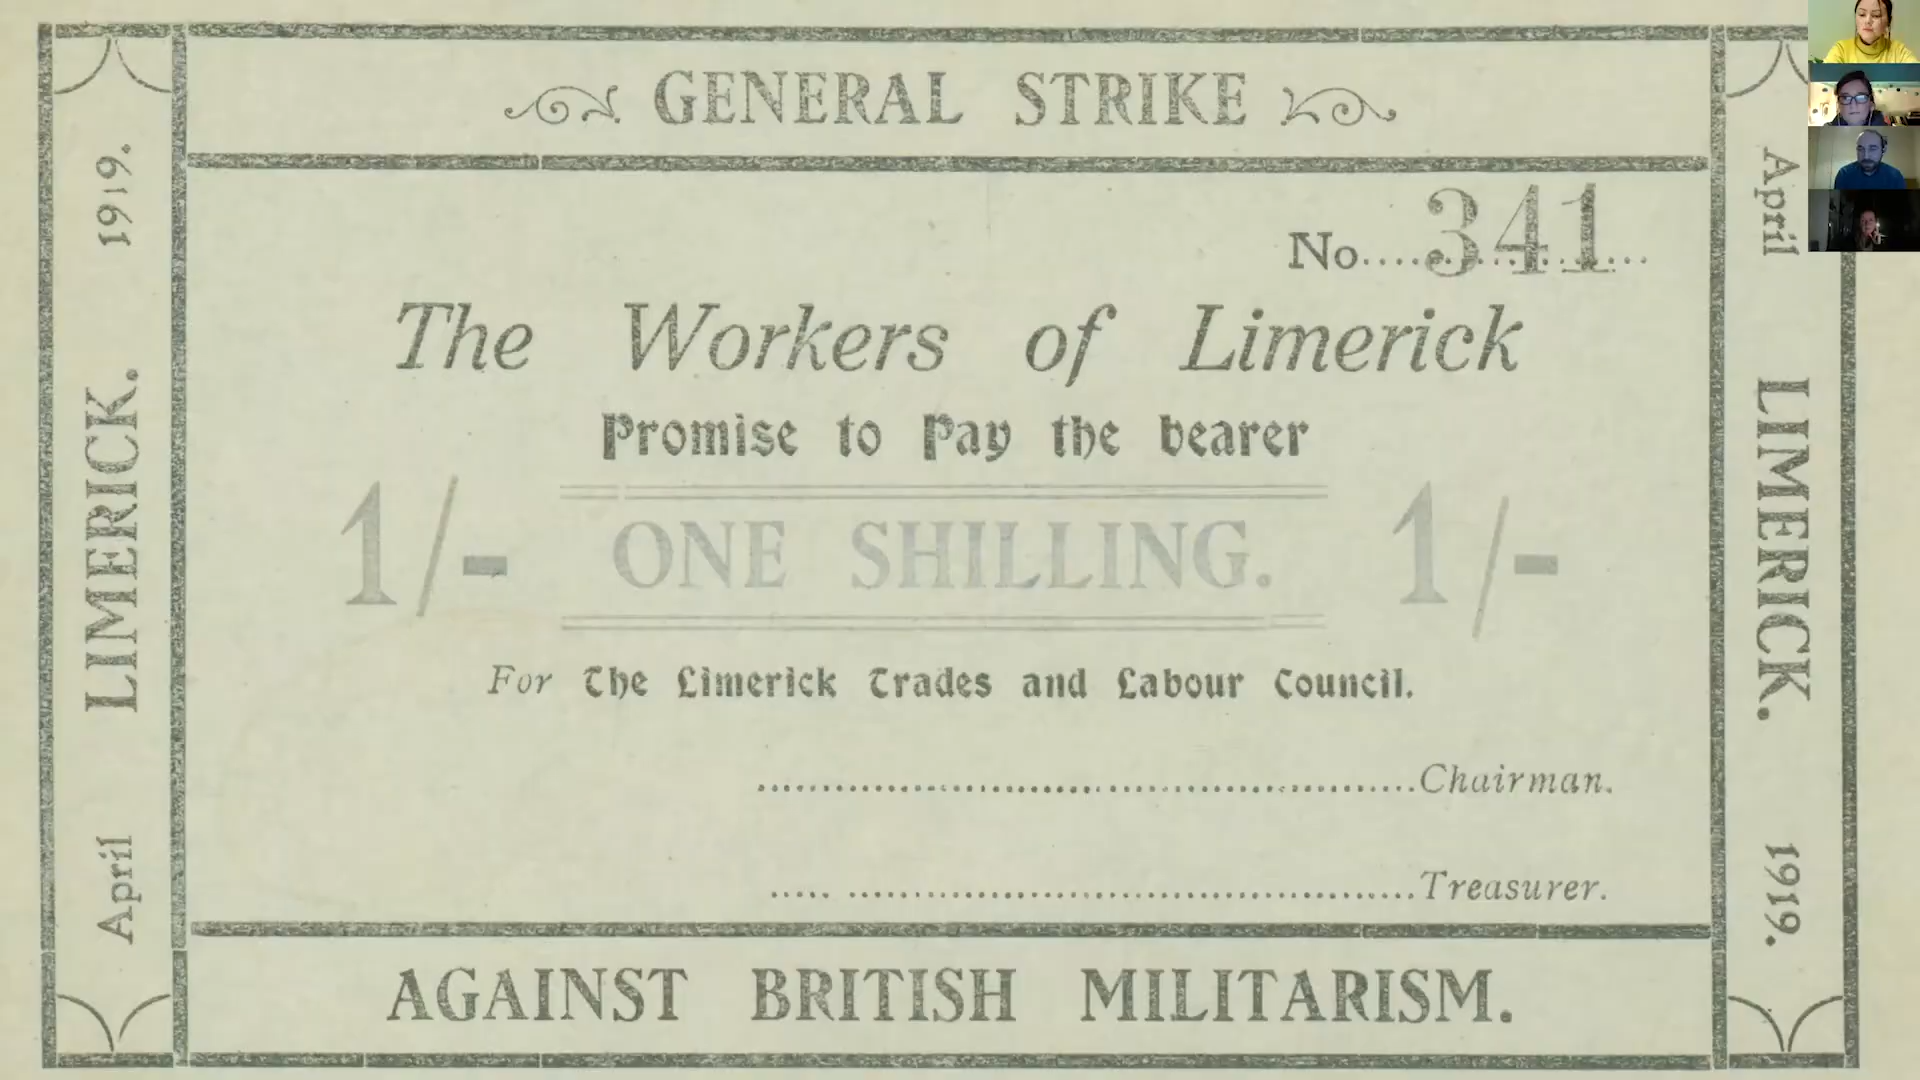 GENERAL STRIKE
No....341...
The Workers of Limerick
Promise to Pay the bearer
1/- ONE SHILLING. 1/-
For The Limerick Trades and Labour Council.
Chairman.
Treasurer.
AGAINST BRITISH MILITARISM.
April LIMERICK. 1919.
April LIMERICK. 1919.